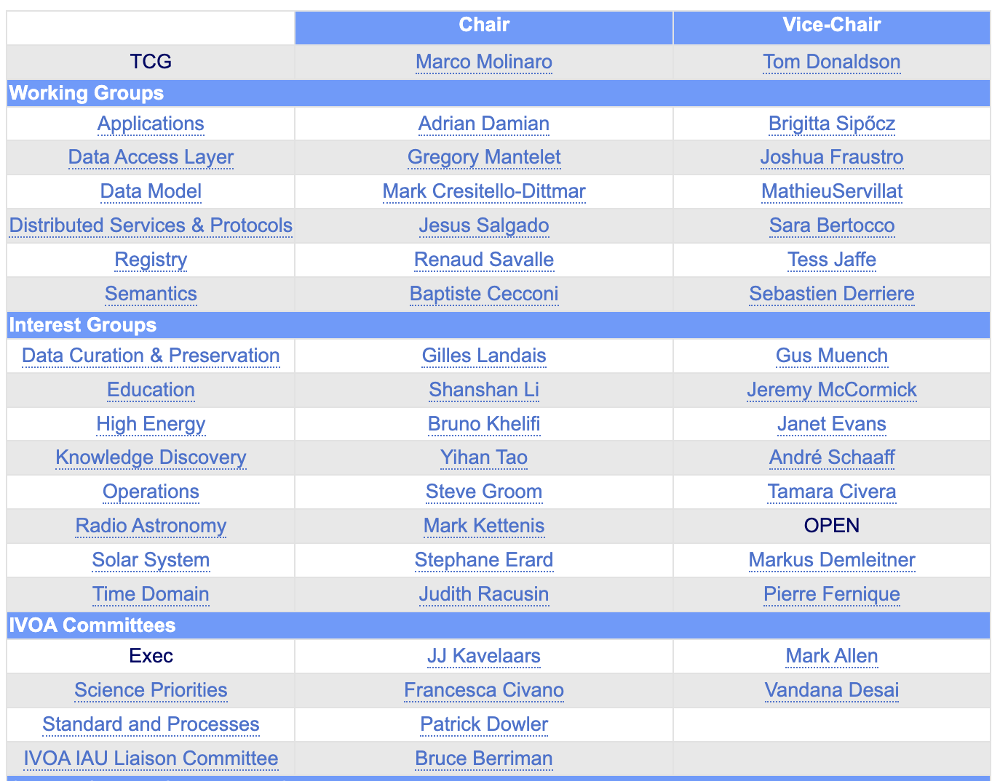 Chair Vice-Chair
TCG Marco Molinaro Tom Donaldson
Working Groups
Applications Adrian Damian Brigitta Sipőcz
Data Access Layer Gregory Mantelet Joshua Fraustro
Data Model Mark Cresitello-Dittmar MathieuServillat
Distributed Services & Protocols Jesus Salgado Sara Bertocco
Registry Renaud Savalle Tess Jaffe
Semantics Baptiste Cecconi Sebastien Derriere
Interest Groups
Data Curation & Preservation Gilles Landais Gus Muench
Education Shanshan Li Jeremy McCormick
High Energy Bruno Khelifi Janet Evans
Knowledge Discovery Yihan Tao André Schaaff
Operations Steve Groom Tamara Civera
Radio Astronomy Mark Kettenis OPEN
Solar System Stephane Erard Markus Demleitner
Time Domain Judith Racusin Pierre Fernique
IVOA Committees
Exec JJ Kavelaars Mark Allen
Science Priorities Francesca Civano Vandana Desai
Standard and Processes Patrick Dowler
IVOA IAU Liaison Committee Bruce Berriman